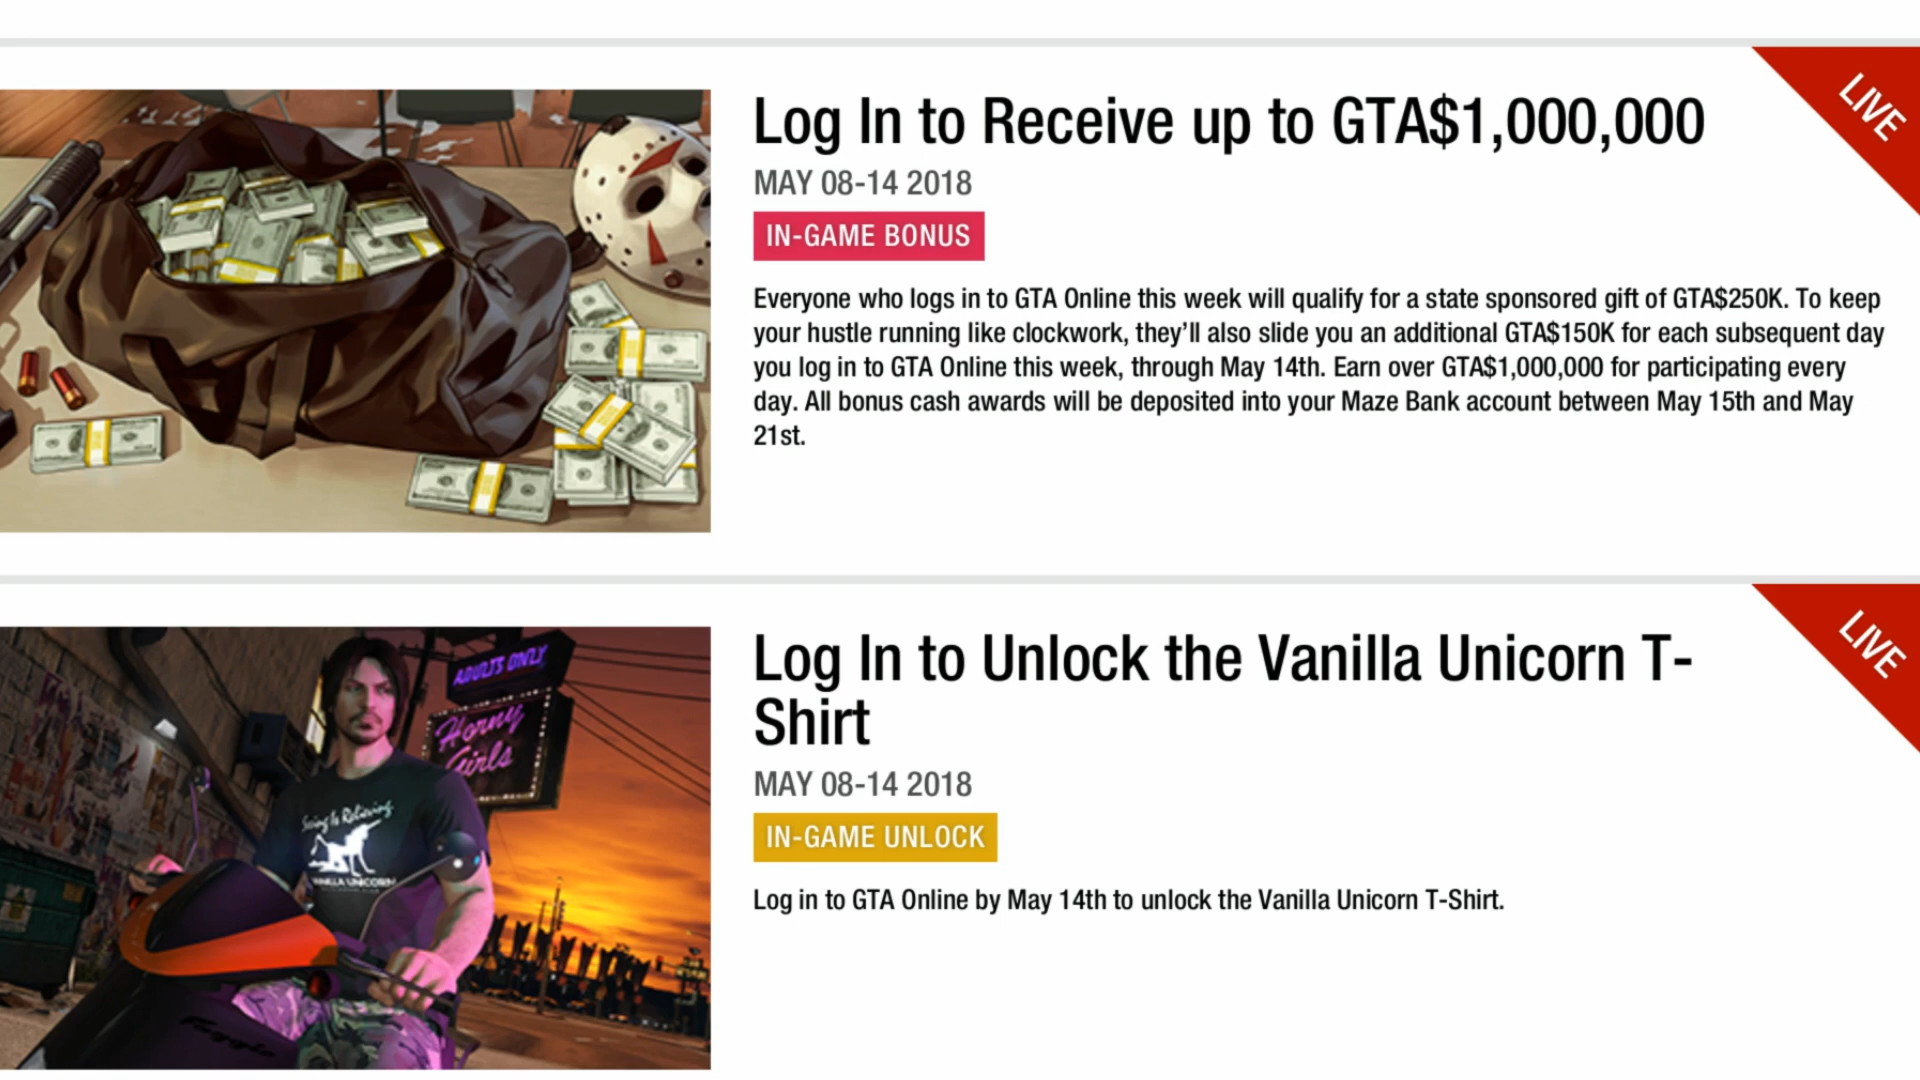 LIVE
Log In to Receive up to GTA$1,000,000
MAY 08-14 2018
IN-GAME BONUS
Everyone who logs in to GTA Online this week will qualify for a state sponsored gift of GTA$250K. To keep
your hustle running like clockwork, they’ll also slide you an additional GTA$150K for each subsequent day
you log in to GTA Online this week, through May 14th. Earn over GTA$1,000,000 for participating every
day. All bonus cash awards will be deposited into your Maze Bank account between May 15th and May
21st.
LIVE
ADULTS ONLY
Horny
Girls
Seeing Is Relieving
VANILLA UNICORN
Faggio
Log In to Unlock the Vanilla Unicorn T-
Shirt
MAY 08-14 2018
IN-GAME UNLOCK
Log in to GTA Online by May 14th to unlock the Vanilla Unicorn T-Shirt.